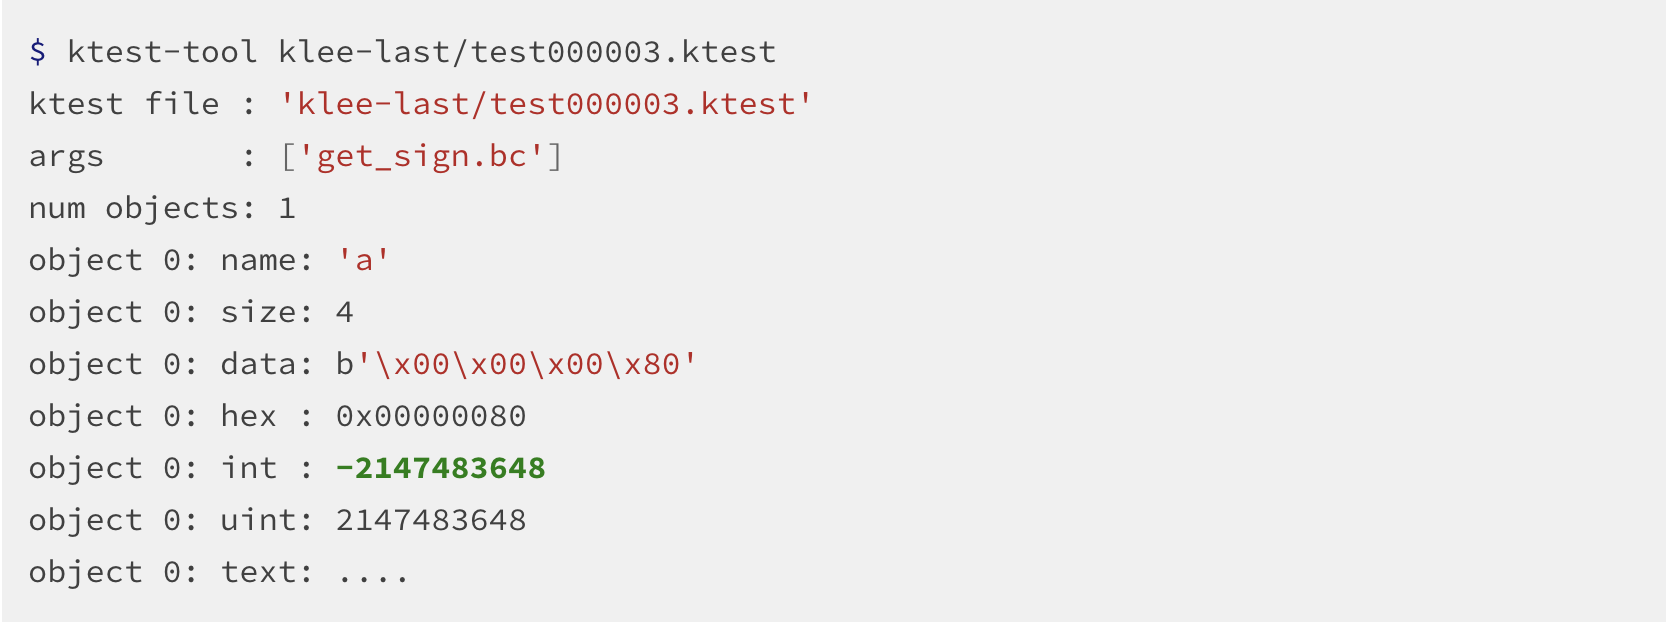 $ ktest-tool klee-last/test000003.ktest
ktest file : 'klee-last/test000003.ktest'
args       : ['get_sign.bc']
num objects: 1
object 0: name: 'a'
object 0: size: 4
object 0: data: b'\x00\x00\x00\x80'
object 0: hex : 0x00000080
object 0: int : -2147483648
object 0: uint: 2147483648
object 0: text: ....